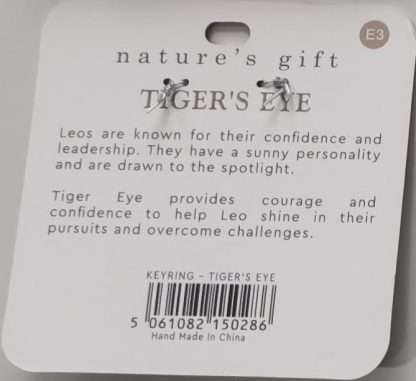 E3
nature's gift
TIGER'S EYE
Leos are known for their confidence and
leadership. They have a sunny personality
and are drawn to the spotlight.
Tiger Eye provides courage and
confidence to help Leo shine in their
pursuits and overcome challenges.
KEYRING - TIGER'S EYE
5 061082 150286
Hand Made In China